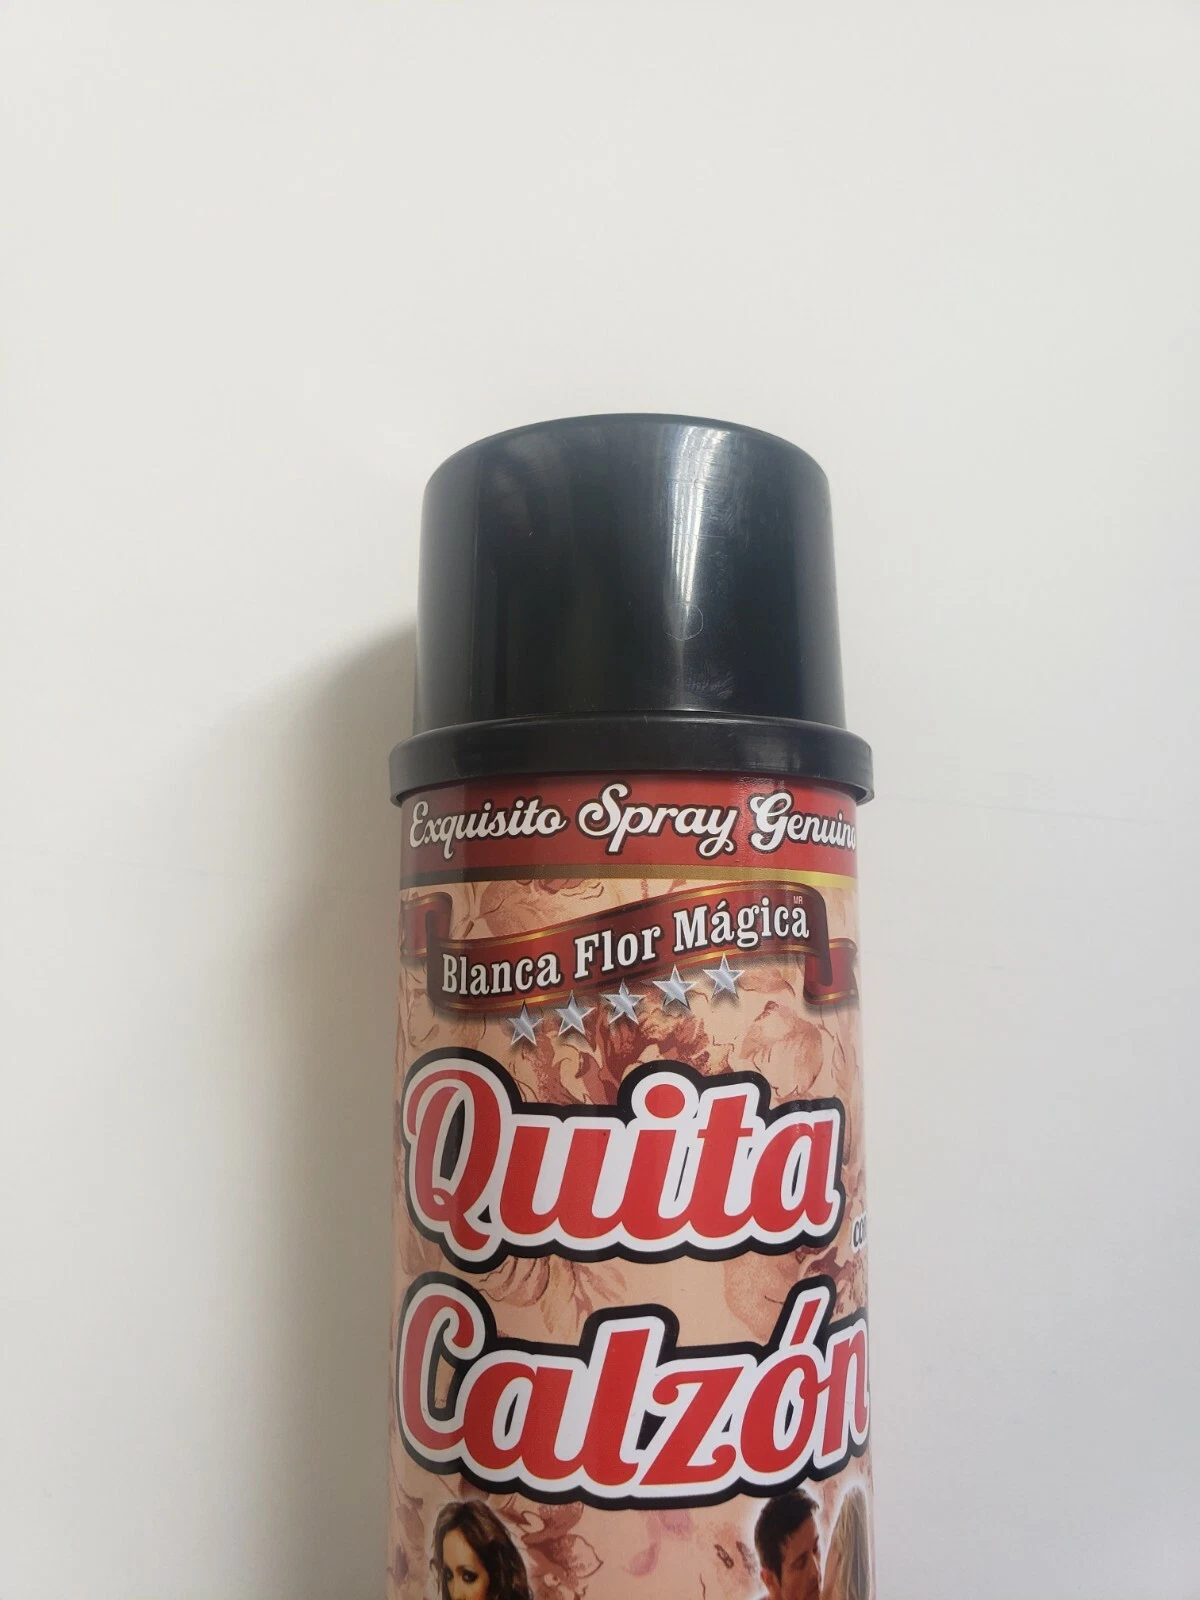 Exquisito Spray Genuino
Blanca Flor Mágica MR
Quita
Calzón